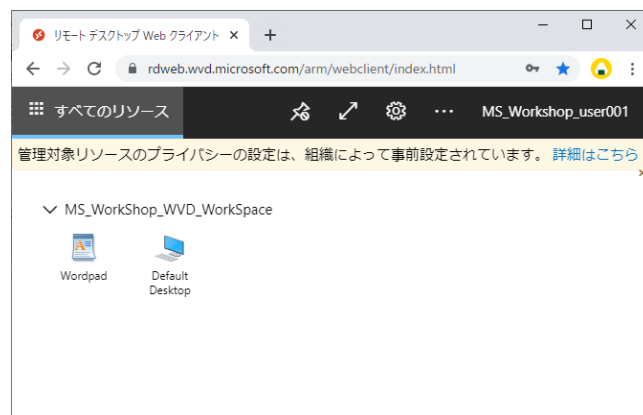 リモート デスクトップ Web クライアント
rdweb.wvd.microsoft.com/arm/webclient/index.html
すべてのリソース
MS_Workshop_user001
管理対象リソースのプライバシーの設定は、組織によって事前設定されています。 詳細はこちら
MS_WorkShop_WVD_WorkSpace
Wordpad
Default
Desktop